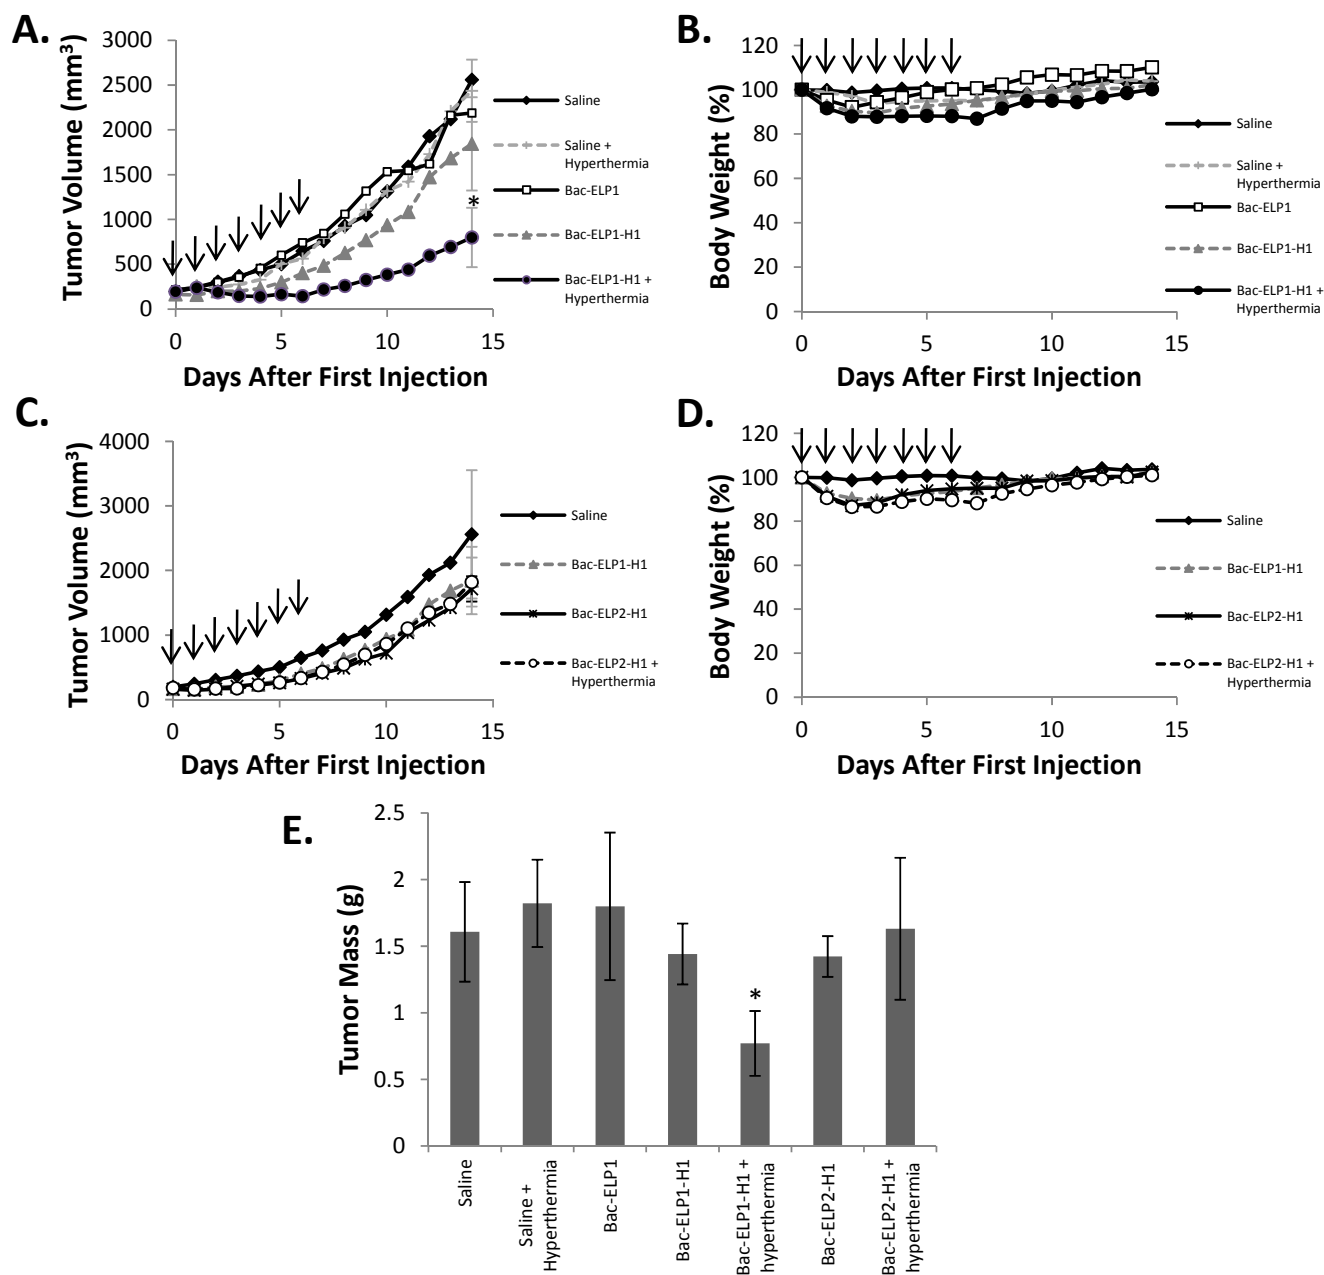 A.
3000
2500
2000
1500
1000
500
0
Tumor Volume (mm³)
*
0
5
10
15
Days After First Injection
Saline
Saline +
Hyperthermia
Bac-ELP1
Bac-ELP1-H1
Bac-ELP1-H1 +
Hyperthermia
B.
120
100
80
60
40
20
0
Body Weight (%)
0
5
10
15
Days After First Injection
Saline
Saline +
Hyperthermia
Bac-ELP1
Bac-ELP1-H1
Bac-ELP1-H1 +
Hyperthermia
C.
4000
3000
2000
1000
0
Tumor Volume (mm³)
0
5
10
15
Days After First Injection
Saline
Bac-ELP1-H1
Bac-ELP2-H1
Bac-ELP2-H1 +
Hyperthermia
D.
120
100
80
60
40
20
0
Body Weight (%)
0
5
10
15
Days After First Injection
Saline
Bac-ELP1-H1
Bac-ELP2-H1
Bac-ELP2-H1 +
Hyperthermia
E.
2.5
2
1.5
1
0.5
0
Tumor Mass (g)
*
Saline
Saline +
Hyperthermia
Bac-ELP1
Bac-ELP1-H1
Bac-ELP1-H1 +
hyperthermia
Bac-ELP2-H1
Bac-ELP2-H1 +
hyperthermia